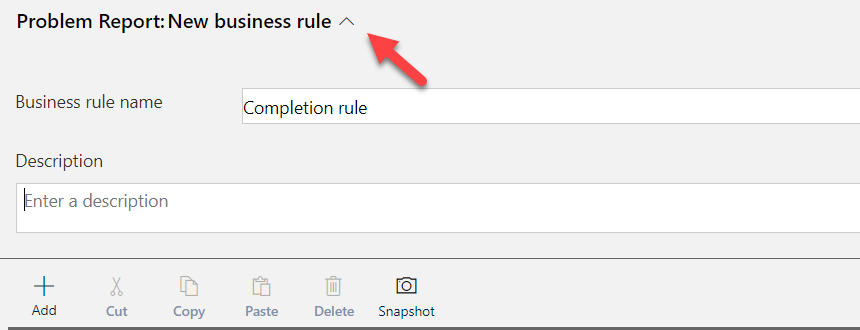 Problem Report: New business rule
Business rule name
Completion rule
Description
Enter a description
Add Cut Copy Paste Delete Snapshot